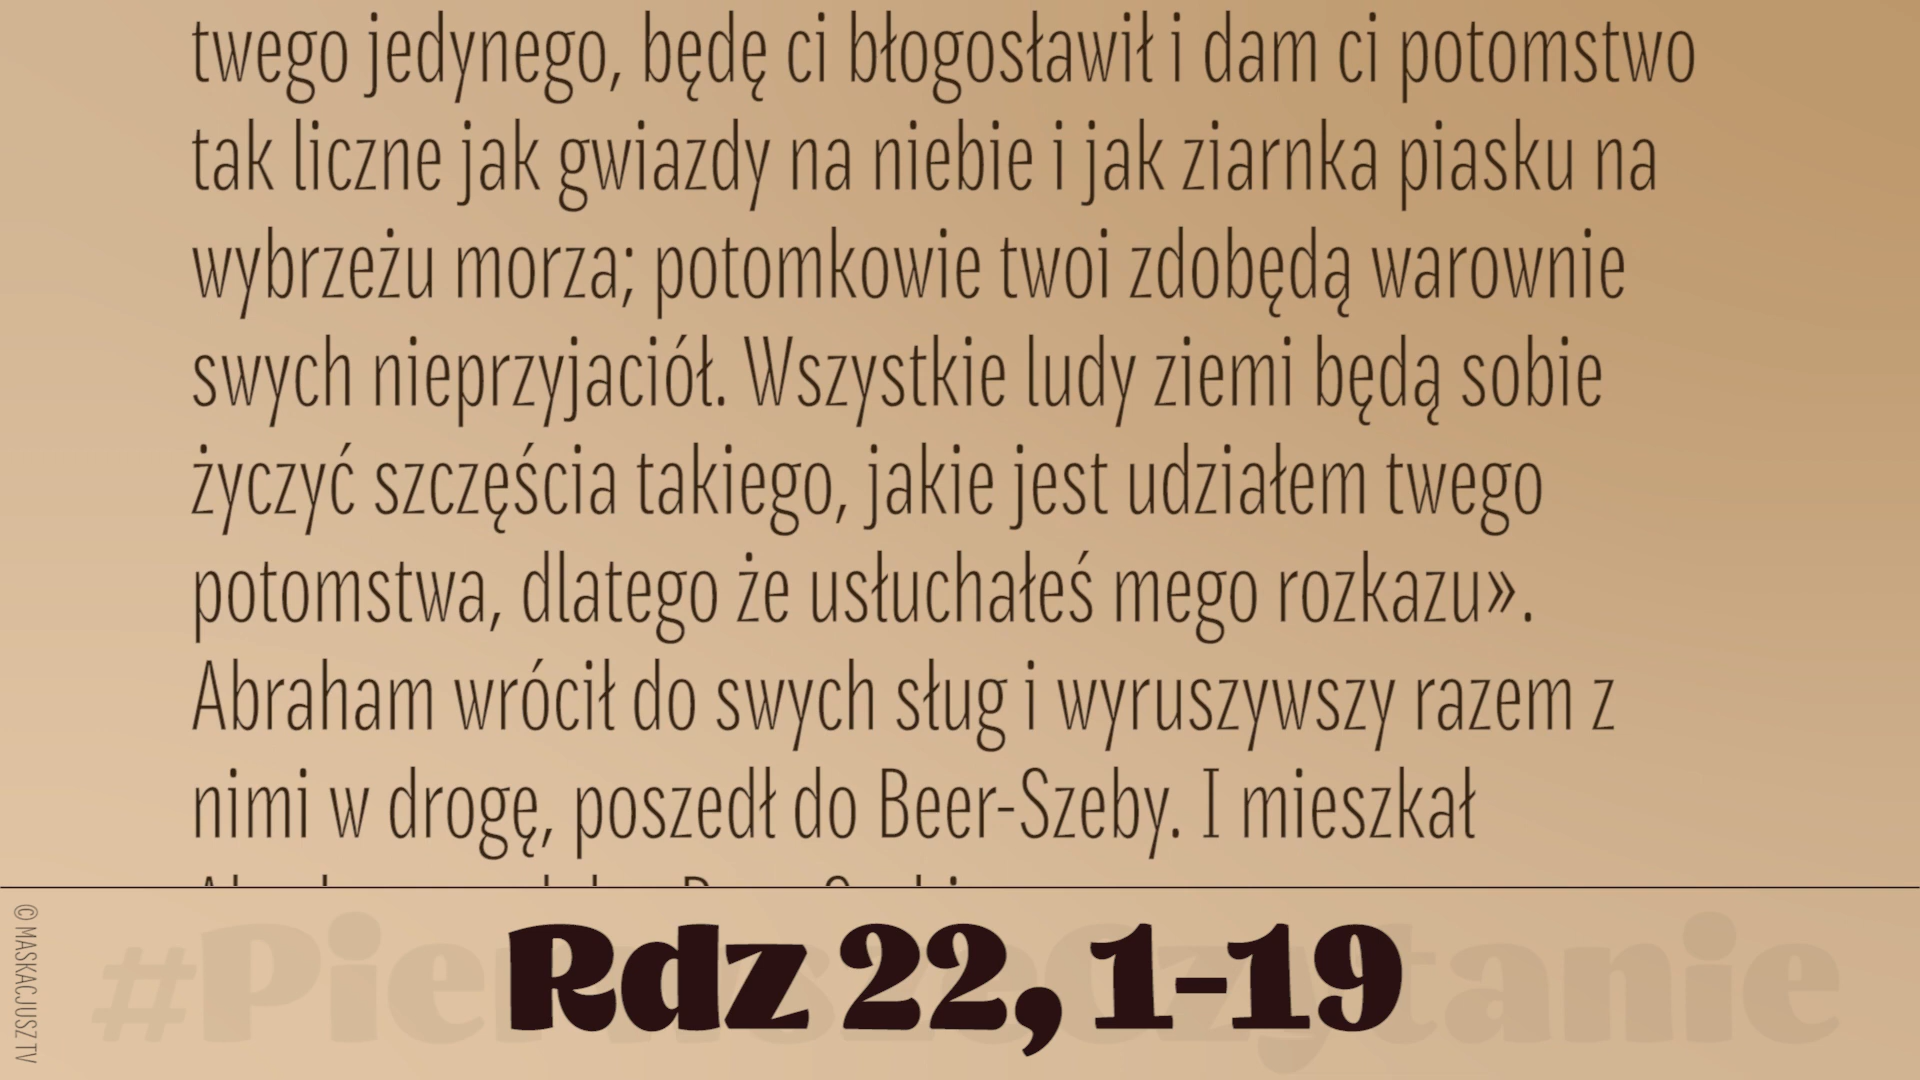 twego jedynego, będę ci błogosławił i dam ci potomstwo
tak liczne jak gwiazdy na niebie i jak ziarnka piasku na
wybrzeżu morza; potomkowie twoi zdobędą warownie
swych nieprzyjaciół. Wszystkie ludy ziemi będą sobie
życzyć szczęścia takiego, jakie jest udziałem twego
potomstwa, dlatego że usłuchałeś mego rozkazu».
Abraham wrócił do swych sług i wyruszywszy razem z
nimi w drogę, poszedł do Beer-Szeby. I mieszkał
#PierwszeCzytanie
Rdz 22, 1-19
© MASKACJUSZ TV